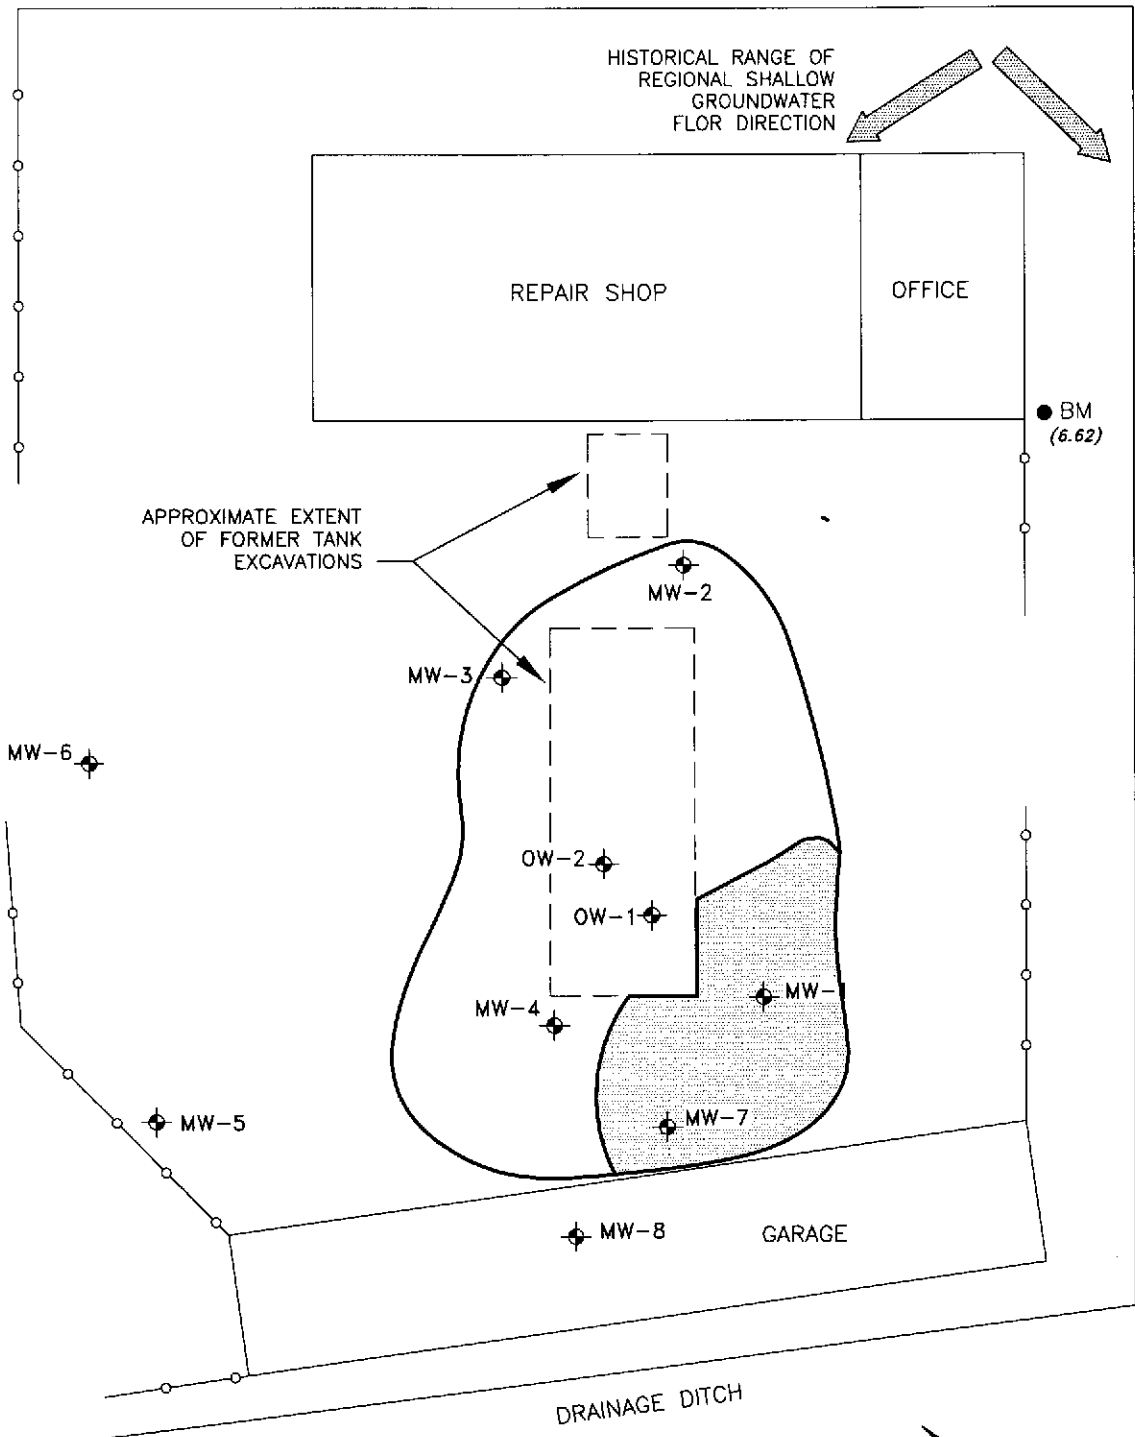 HISTORICAL RANGE OF
REGIONAL SHALLOW
GROUNDWATER
FLOR DIRECTION
REPAIR SHOP
OFFICE
BM
(6.62)
APPROXIMATE EXTENT
OF FORMER TANK
EXCAVATIONS
MW-2
MW-3
MW-6
OW-2
OW-1
MW-1
MW-4
MW-7
MW-5
MW-8
GARAGE
DRAINAGE DITCH